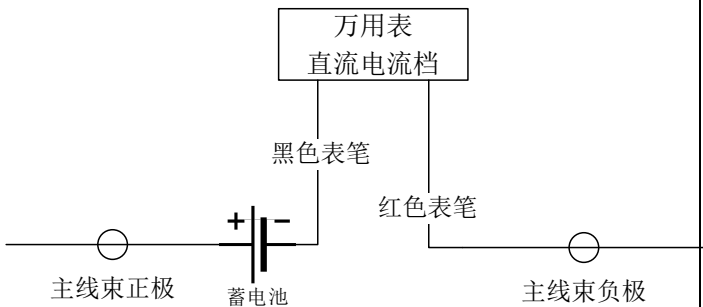 万用表
直流电流档
黑色表笔
红色表笔
+ -
主线束正极
蓄电池
主线束负极